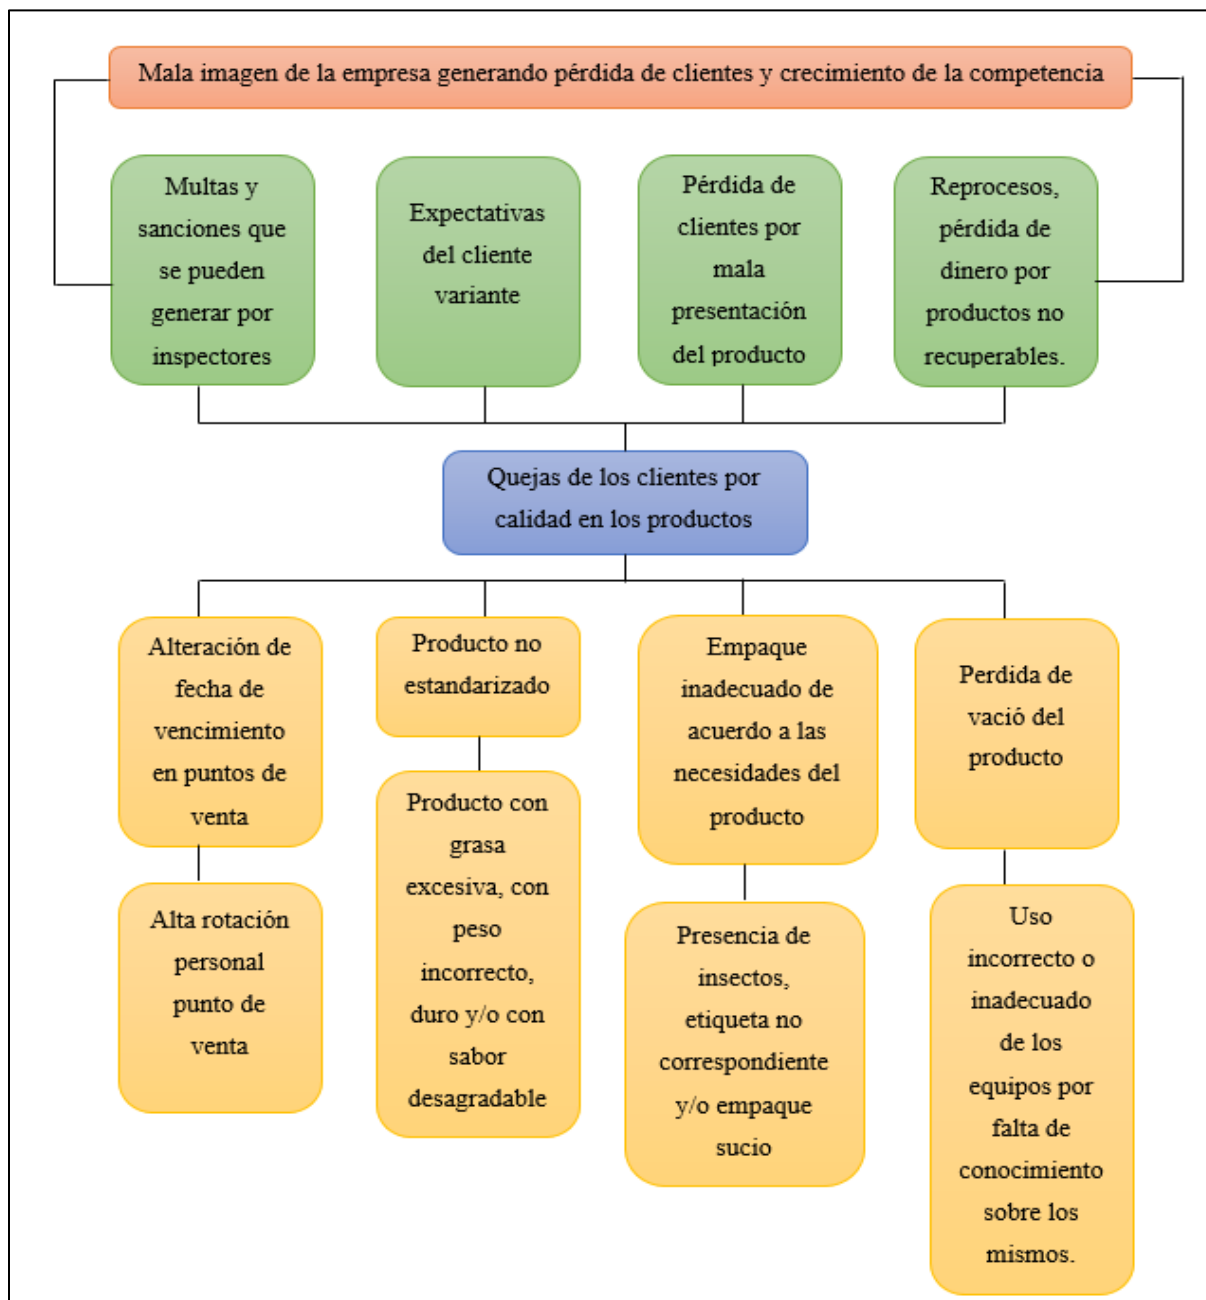 Mala imagen de la empresa generando pérdida de clientes y crecimiento de la competencia
Multas y
sanciones que
se pueden
generar por
inspectores
Expectativas
del cliente
variante
Pérdida de
clientes por
mala
presentación
del producto
Reprocesos,
pérdida de
dinero por
productos no
recuperables.
Quejas de los clientes por
calidad en los productos
Alteración de
fecha de
vencimiento
en puntos de
venta
Producto no
estandarizado
Empaque
inadecuado de
acuerdo a las
necesidades del
producto
Perdida de
vació del
producto
Alta rotación
personal
punto de
venta
Producto con
grasa
excesiva, con
peso
incorrecto,
duro y/o con
sabor
desagradable
Presencia de
insectos,
etiqueta no
correspondiente
y/o empaque
sucio
Uso
incorrecto o
inadecuado
de los
equipos por
falta de
conocimiento
sobre los
mismos.